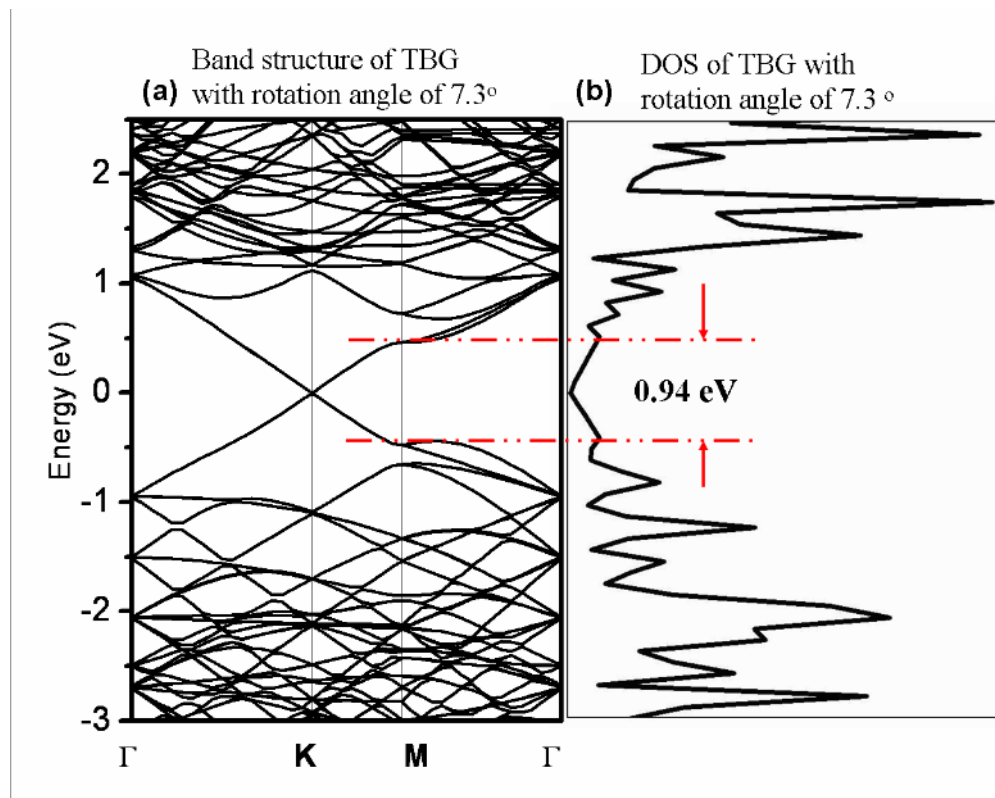 Band structure of TBG
(a) with rotation angle of 7.3°
DOS of TBG with
(b) rotation angle of 7.3 °
Energy (eV)
2
1
0
-1
-2
-3
0.94 eV
Γ K M Γ